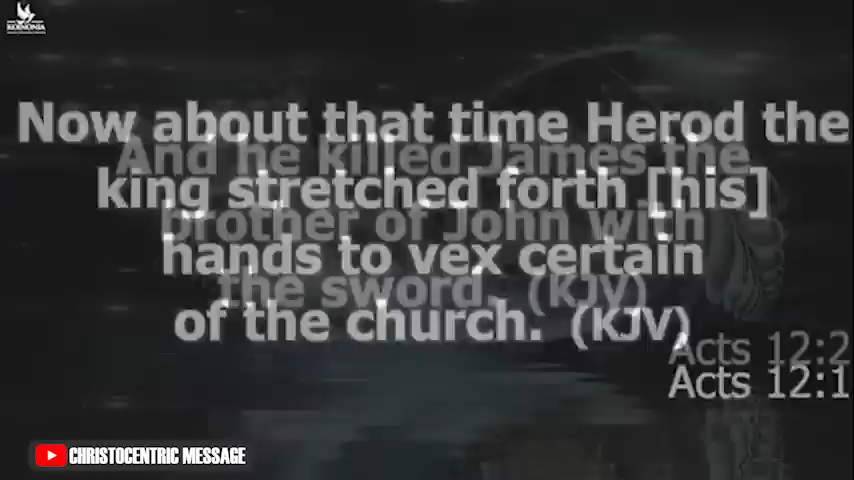 KOINONIA
Now about that time Herod the
king stretched forth [his]
hands to vex certain
of the church. (KJV)
Acts 12:1
And he killed James the
brother of John with
the sword. (KJV)
Acts 12:2
CHRISTOCENTRIC MESSAGE